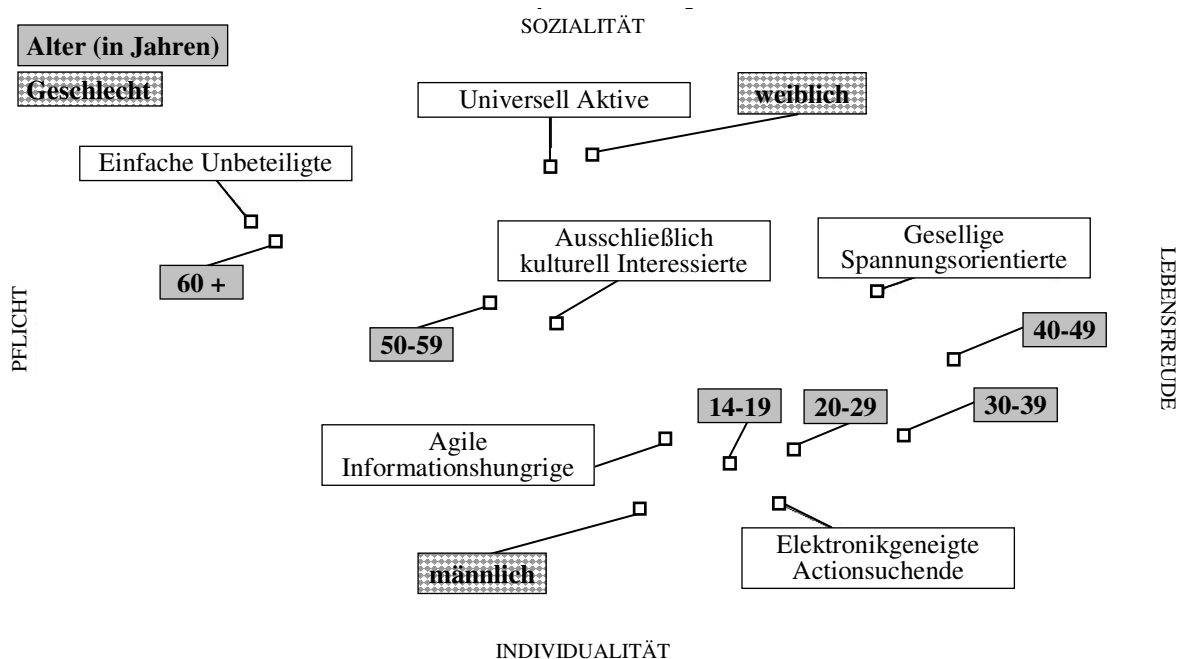 SOZIALITÄT
Alter (in Jahren)
Geschlecht
Universell Aktive
weiblich
Einfache Unbeteiligte
Ausschließlich
kulturell Interessierte
Gesellige
Spannungsorientierte
60 +
PFLICHT
LEBENSFREUDE
50-59
40-49
14-19
20-29
30-39
Agile
Informationshungrige
männlich
Elektronikgeneigte
Actionsuchende
INDIVIDUALITÄT